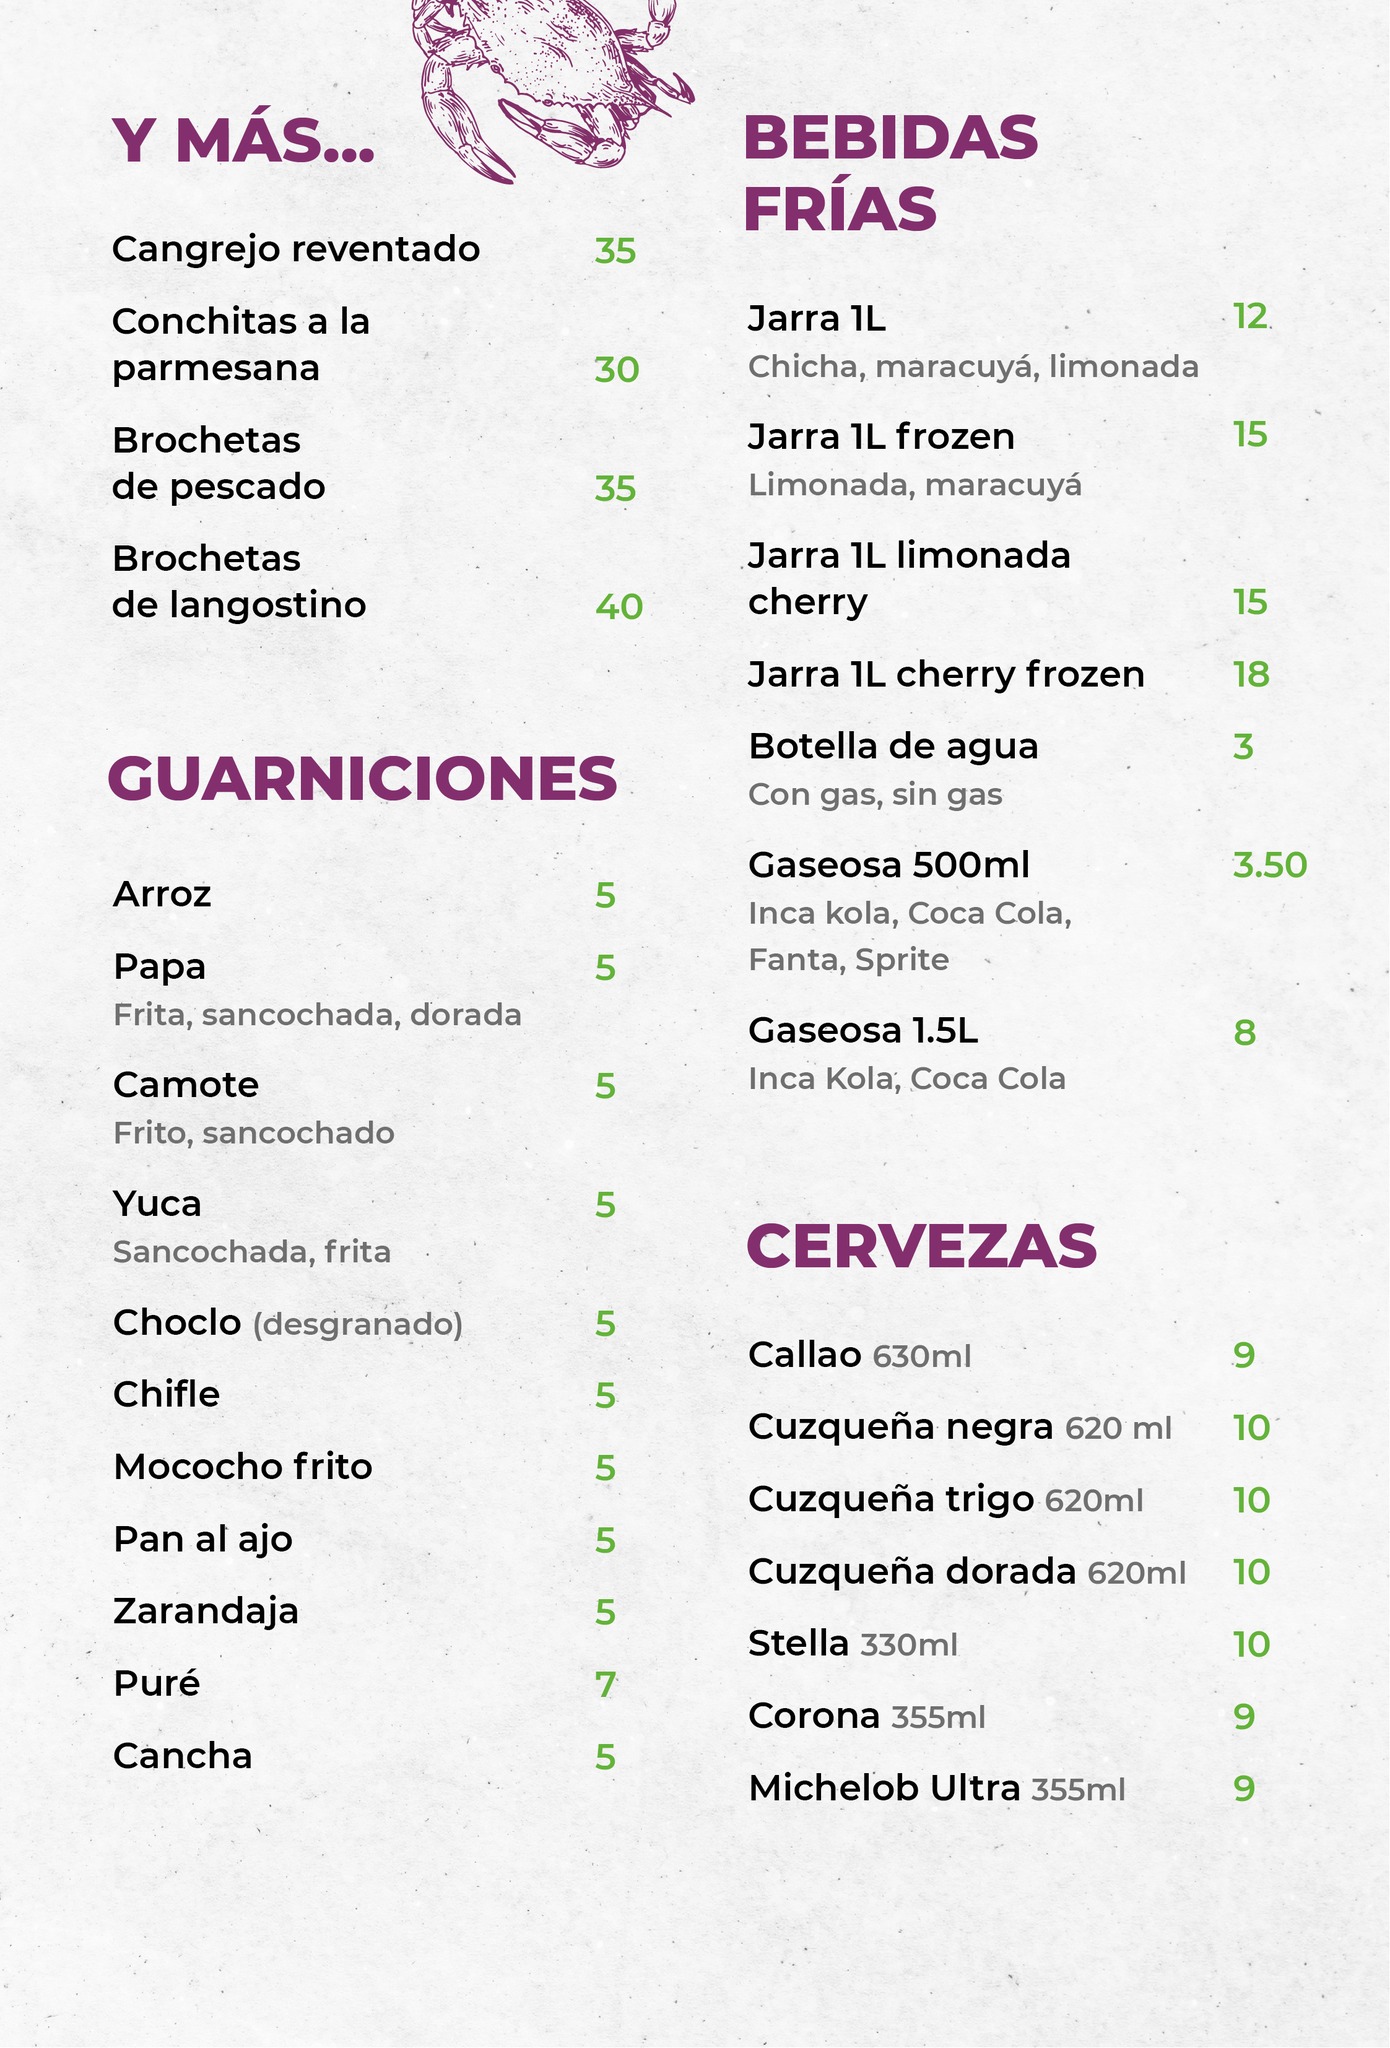 Y MÁS...
Cangrejo reventado 35
Conchitas a la
parmesana 30
Brochetas
de pescado 35
Brochetas
de langostino 40
GUARNICIONES
Arroz 5
Papa 5
Frita, sancochada, dorada
Camote 5
Frito, sancochado
Yuca 5
Sancochada, frita
Choclo (desgranado) 5
Chifle 5
Mococho frito 5
Pan al ajo 5
Zarandaja 5
Puré 7
Cancha 5
BEBIDAS
FRÍAS
Jarra 1L 12
Chicha, maracuyá, limonada
Jarra 1L frozen 15
Limonada, maracuyá
Jarra 1L limonada
cherry 15
Jarra 1L cherry frozen 18
Botella de agua 3
Con gas, sin gas
Gaseosa 500ml 3.50
Inca kola, Coca Cola,
Fanta, Sprite
Gaseosa 1.5L 8
Inca Kola, Coca Cola
CERVEZAS
Callao 630ml 9
Cuzqueña negra 620 ml 10
Cuzqueña trigo 620ml 10
Cuzqueña dorada 620ml 10
Stella 330ml 10
Corona 355ml 9
Michelob Ultra 355ml 9